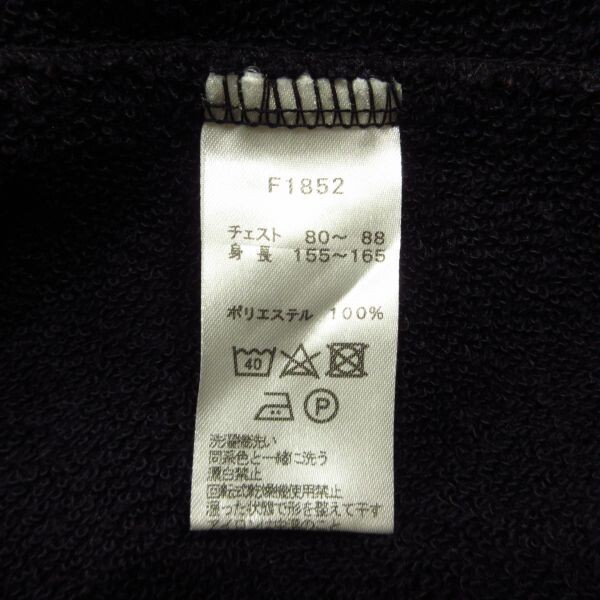 F1852
チェスト 80～ 88
身 長 155～165
ポリエステル 100%
40
P
洗濯機洗い
同系色と一緒に洗う
漂白禁止
回転式乾燥機使用禁止
湿った状態で形を整えて干す